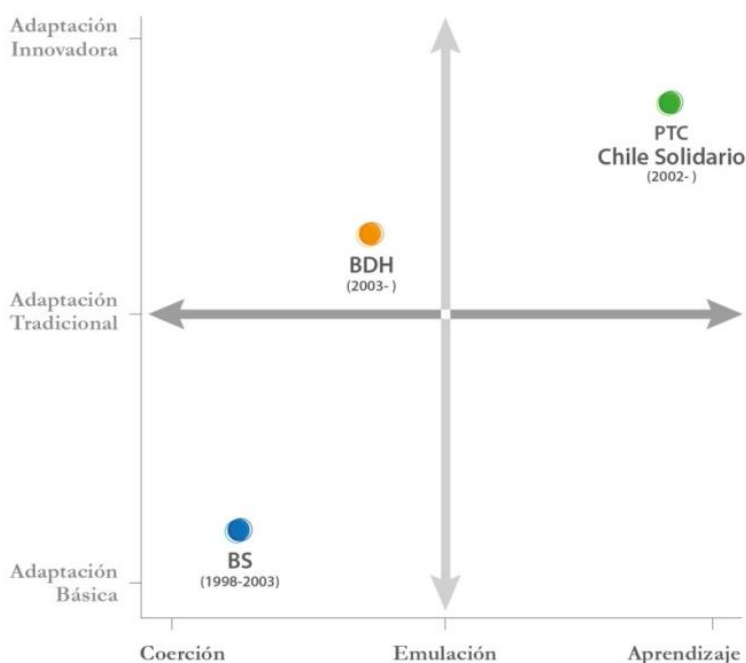 Adaptación
Innovadora
PTC
Chile Solidario
(2002- )
BDH
(2003- )
Adaptación
Tradicional
BS
(1998-2003)
Adaptación
Básica
Coerción
Emulación
Aprendizaje